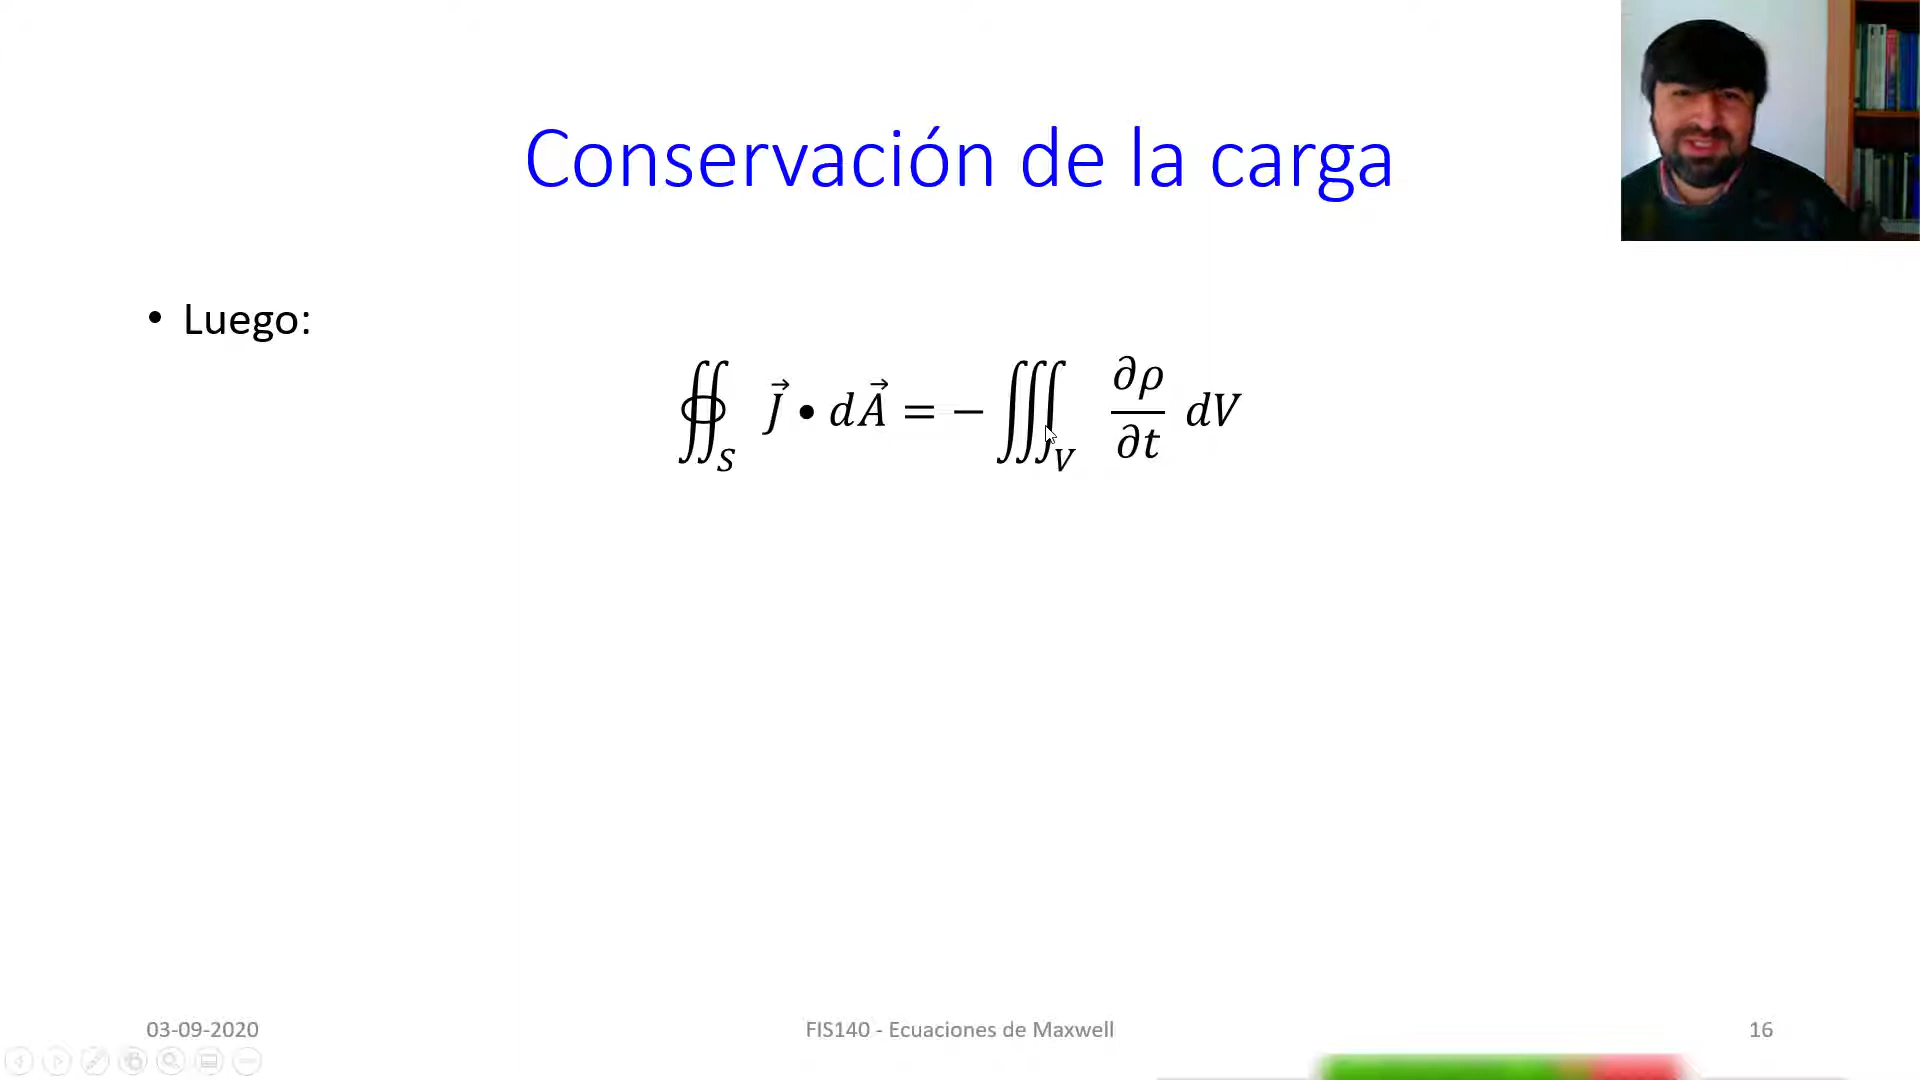 Conservación de la carga
• Luego:
∯_S J⃗ • dA⃗ = − ∭_V ∂ρ/∂t dV
03-09-2020
FIS140 - Ecuaciones de Maxwell
16